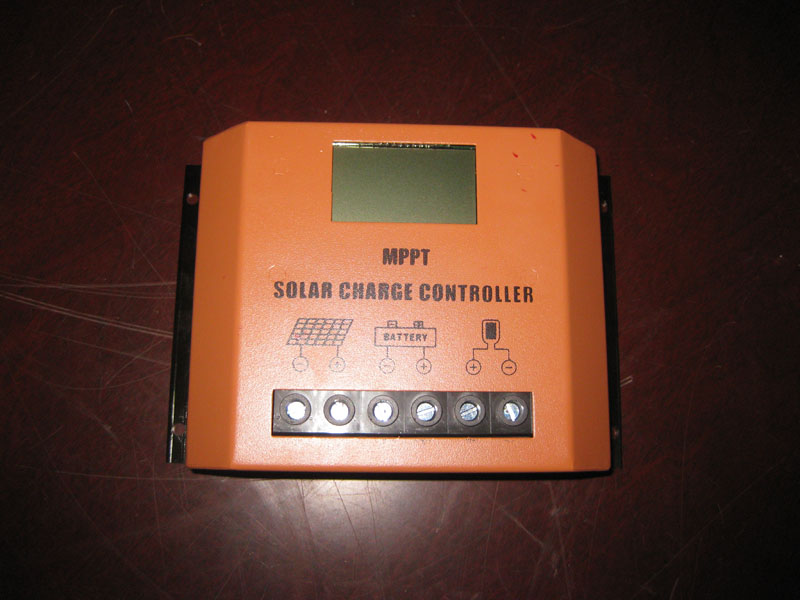 MPPT
SOLAR CHARGE CONTROLLER
BATTERY
- + - + + -